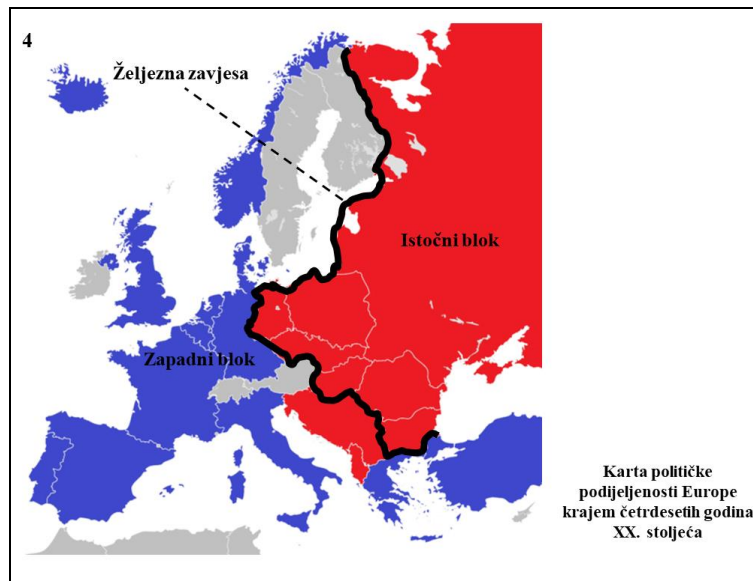 4
Željezna zavjesa
Istočni blok
Zapadni blok
Karta političke
podijeljenosti Europe
krajem četrdesetih godina
XX. stoljeća